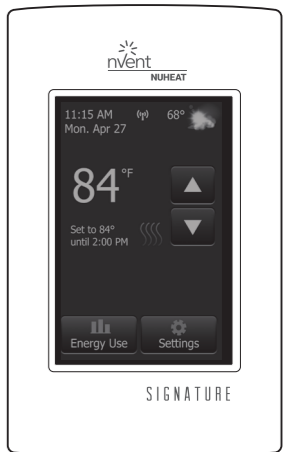 nvent
NUHEAT
11:15 AM 68°
Mon. Apr 27
84°F
Set to 84°
until 2:00 PM
Energy Use Settings
SIGNATURE